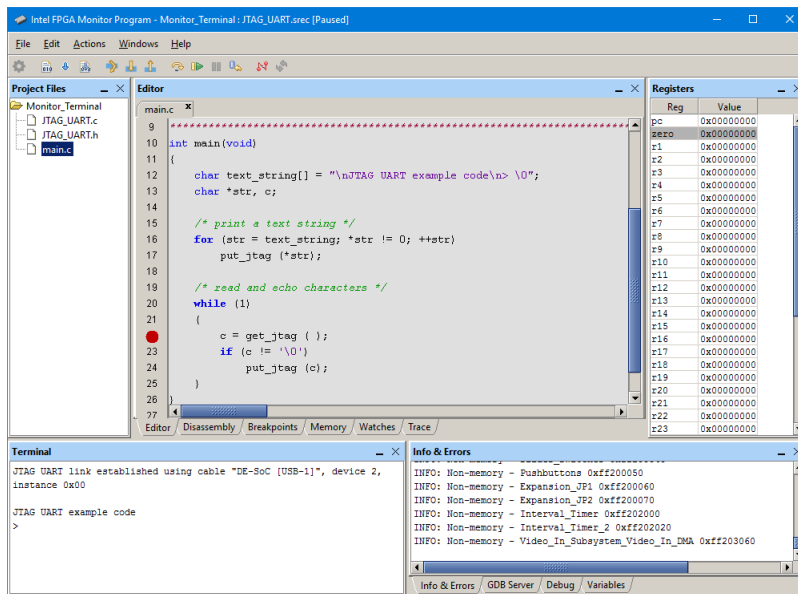 Intel FPGA Monitor Program - Monitor_Terminal : JTAG_UART.srec [Paused]
File Edit Actions Windows Help
Project Files
Monitor_Terminal
JTAG_UART.c
JTAG_UART.h
main.c
Editor
main.c
9 *****************************************************************
10 int main(void)
11 {
12 char text_string[] = "\nJTAG UART example code\n> \0";
13 char *str, c;
14
15 /* print a text string */
16 for (str = text_string; *str != 0; ++str)
17 put_jtag (*str);
18
19 /* read and echo characters */
20 while (1)
21 {
c = get_jtag ( );
23 if (c != '\0')
24 put_jtag (c);
25 }
26 }
27
Editor Disassembly Breakpoints Memory Watches Trace
Registers
Reg Value
pc 0x00000000
zero 0x00000000
r1 0x00000000
r2 0x00000000
r3 0x00000000
r4 0x00000000
r5 0x00000000
r6 0x00000000
r7 0x00000000
r8 0x00000000
r9 0x00000000
r10 0x00000000
r11 0x00000000
r12 0x00000000
r13 0x00000000
r14 0x00000000
r15 0x00000000
r16 0x00000000
r17 0x00000000
r18 0x00000000
r19 0x00000000
r20 0x00000000
r21 0x00000000
r22 0x00000000
r23 0x00000000
Terminal
JTAG UART link established using cable "DE-SoC [USB-1]", device 2,
instance 0x00
JTAG UART example code
>
Info & Errors
INFO: Non-memory - Pushbuttons 0xff200050
INFO: Non-memory - Expansion_JP1 0xff200060
INFO: Non-memory - Expansion_JP2 0xff200070
INFO: Non-memory - Interval_Timer 0xff202000
INFO: Non-memory - Interval_Timer_2 0xff202020
INFO: Non-memory - Video_In_Subsystem_Video_In_DMA 0xff203060
Info & Errors GDB Server Debug Variables